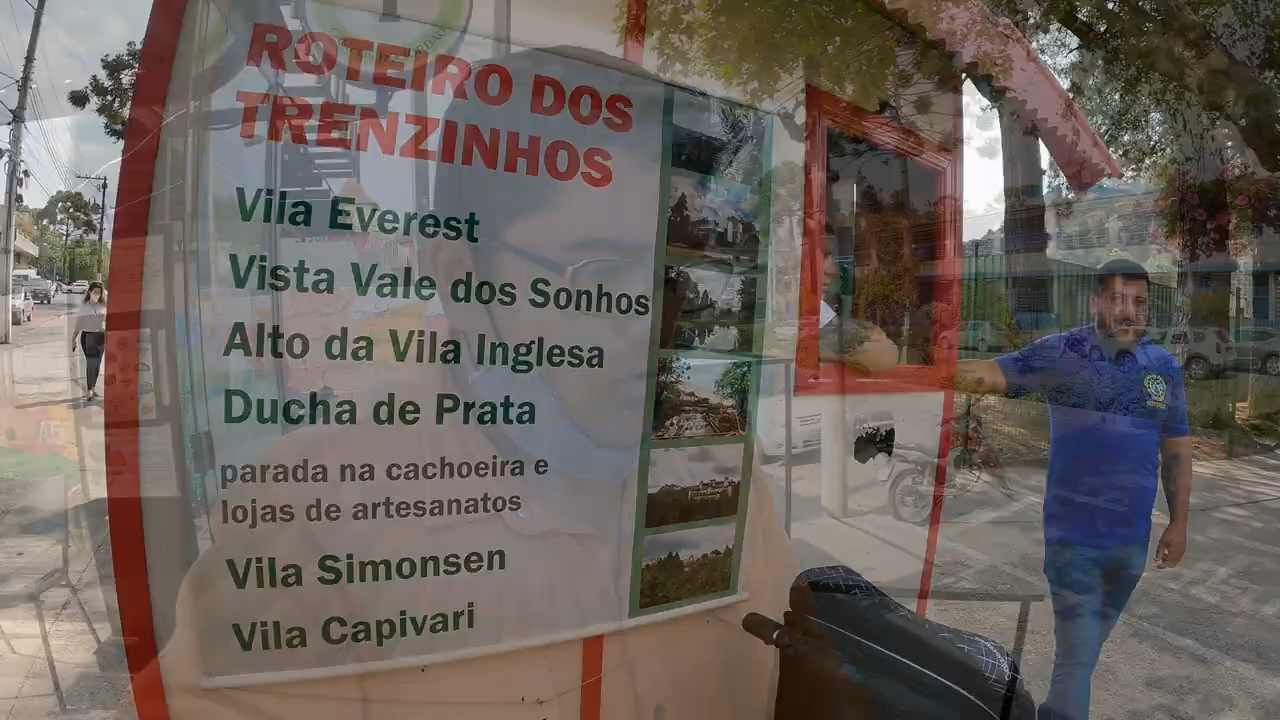 ROTEIRO DOS
TRENZINHOS
Vila Everest
Vista Vale dos Sonhos
Alto da Vila Inglesa
Ducha de Prata
parada na cachoeira e
lojas de artesanatos
Vila Simonsen
Vila Capivari